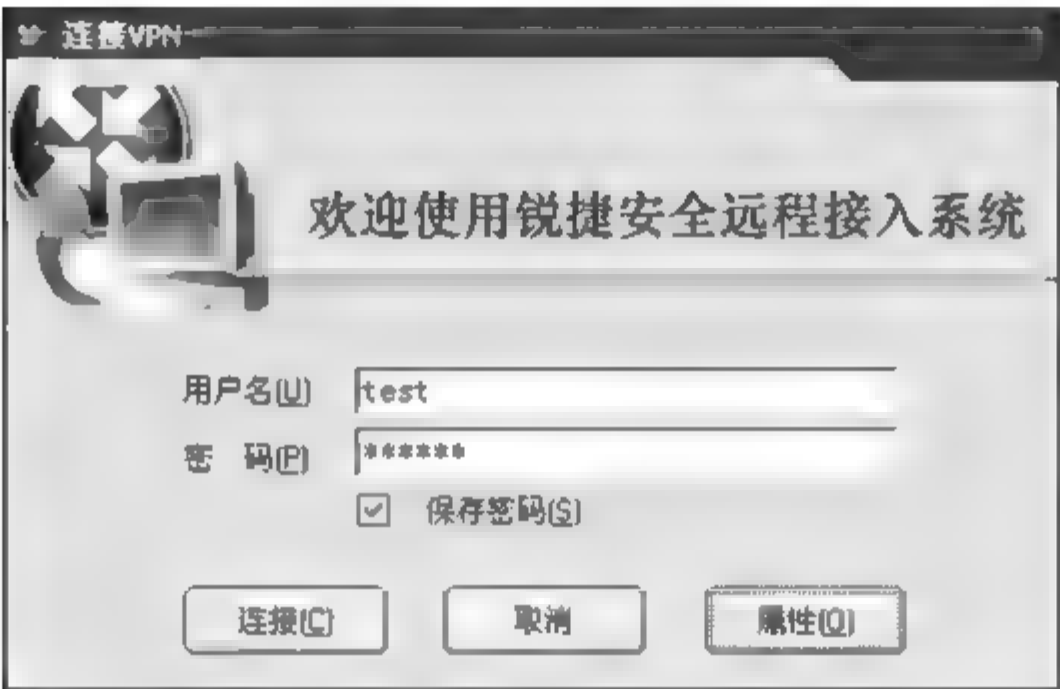 连接VPN
欢迎使用锐捷安全远程接入系统
用户名(U) test
密 码(P) ******
保存密码(S)
连接(C) 取消 属性(O)